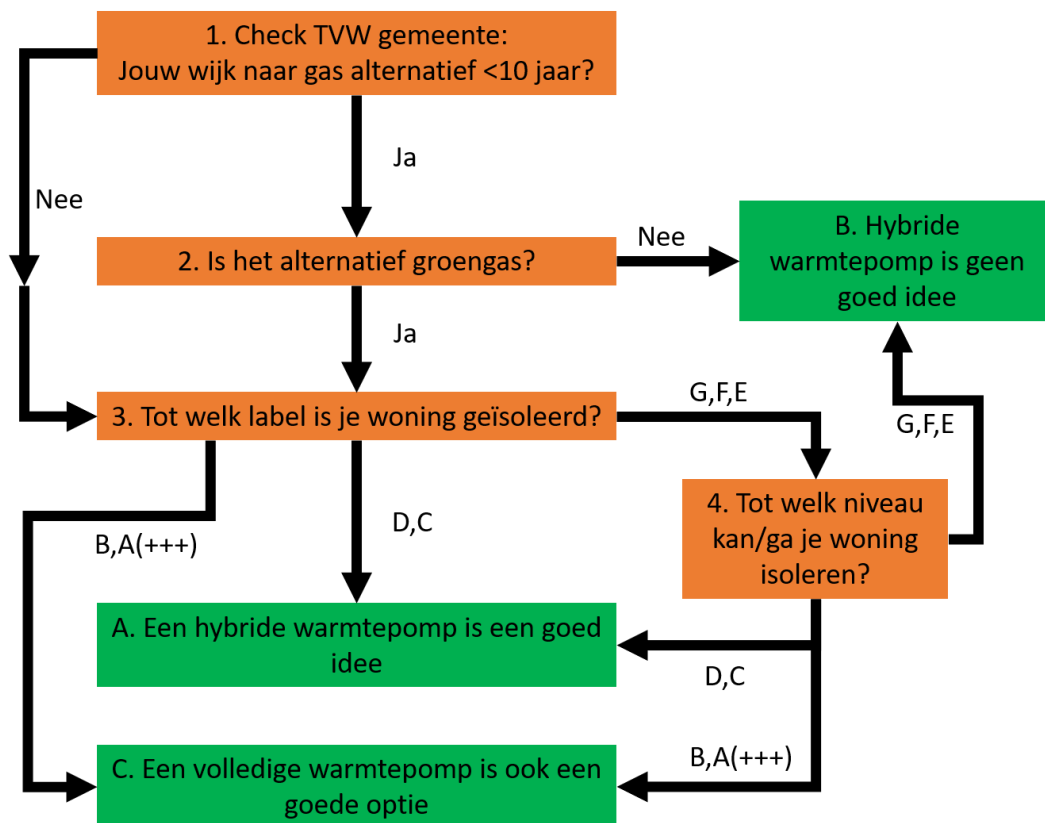 1. Check TVW gemeente:
Jouw wijk naar gas alternatief <10 jaar?
Ja
Nee
2. Is het alternatief groengas?
Nee
B. Hybride
warmtepomp is geen
goed idee
Ja
3. Tot welk label is je woning geïsoleerd?
G,F,E
G,F,E
4. Tot welk niveau
kan/ga je woning
isoleren?
D,C
B,A(+++)
A. Een hybride warmtepomp is een goed
idee
D,C
B,A(+++)
C. Een volledige warmtepomp is ook een
goede optie